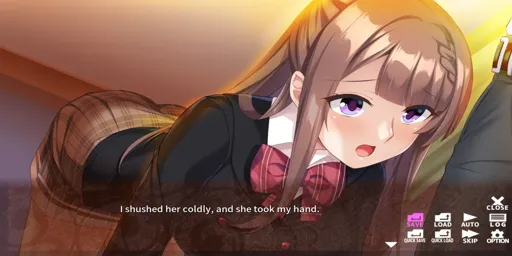 I shushed her coldly, and she took my hand.
CLOSE
SAVE LOAD AUTO LOG
QUICK SAVE QUICK LOAD SKIP OPTION